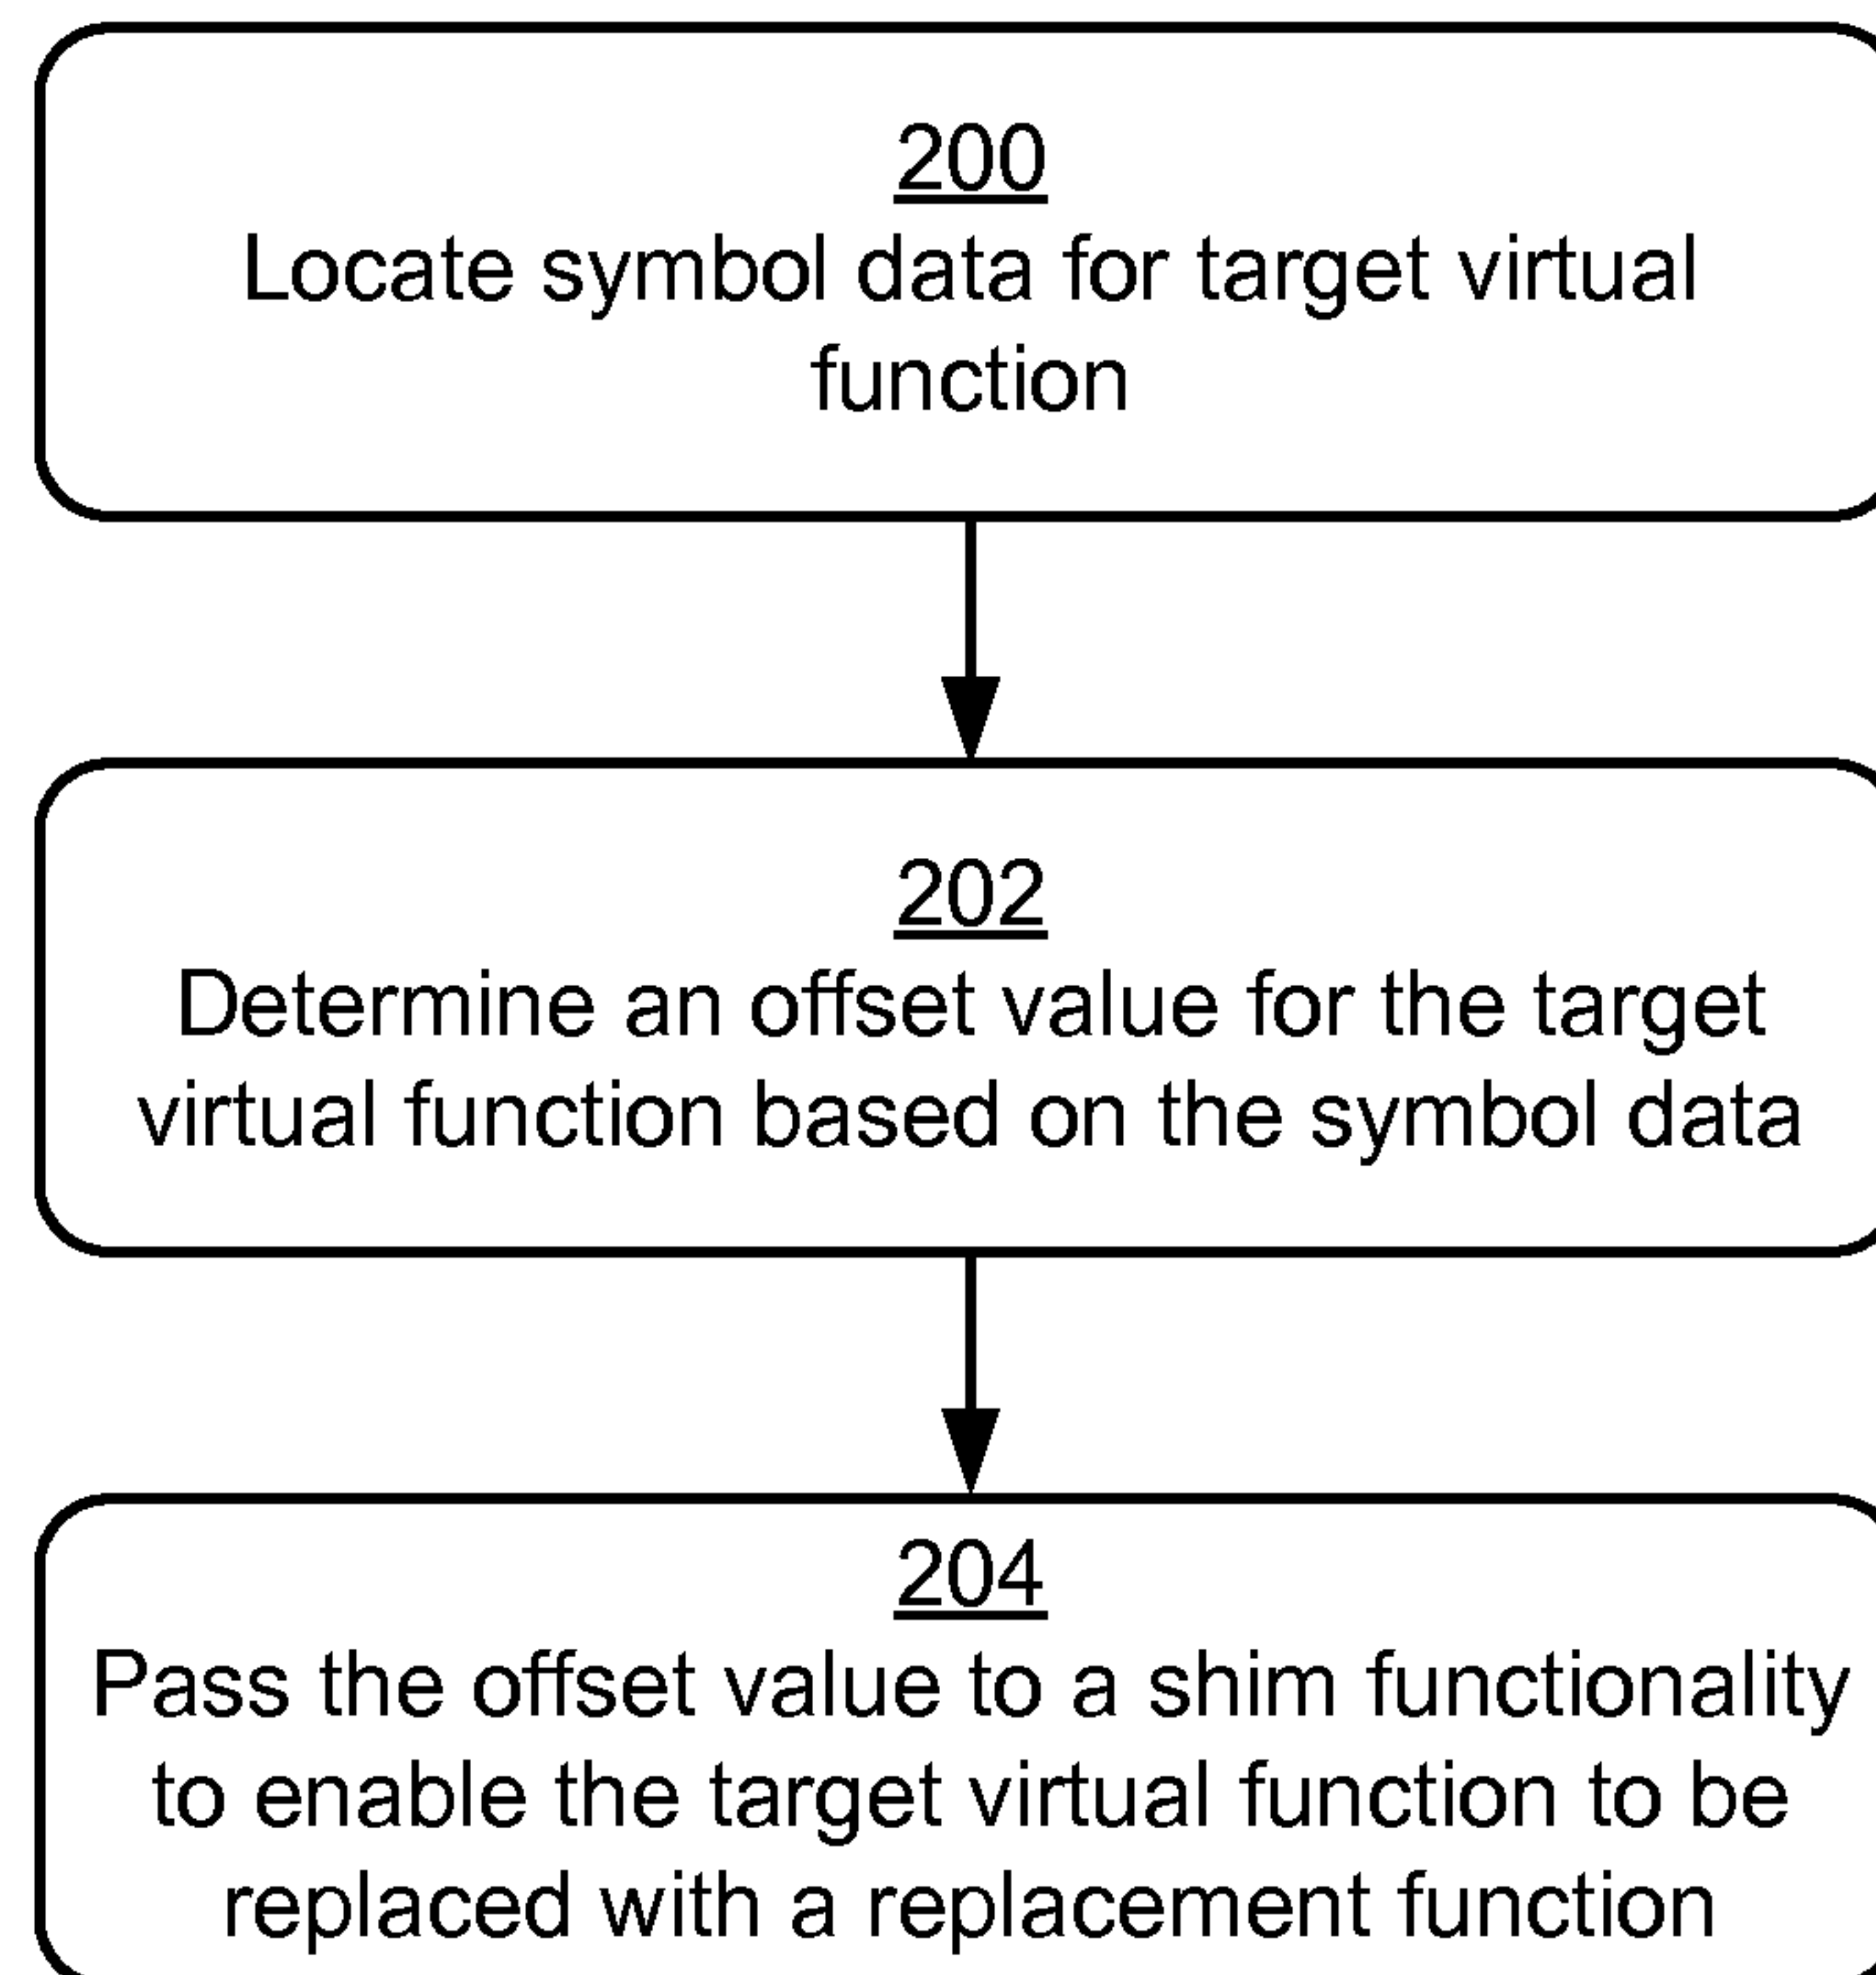 200
Locate symbol data for target virtual
function
202
Determine an offset value for the target
virtual function based on the symbol data
204
Pass the offset value to a shim functionality
to enable the target virtual function to be
replaced with a replacement function